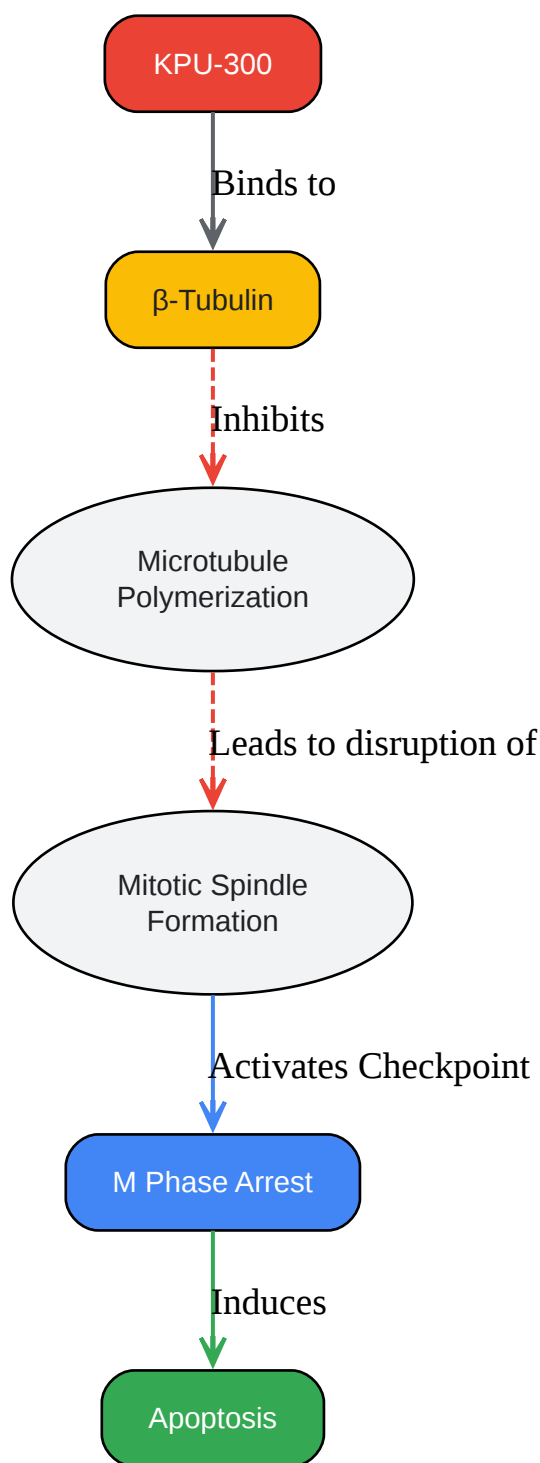 KPU-300
Binds to
β-Tubulin
Inhibits
Microtubule
Polymerization
Leads to disruption of
Mitotic Spindle
Formation
Activates Checkpoint
M Phase Arrest
Induces
Apoptosis